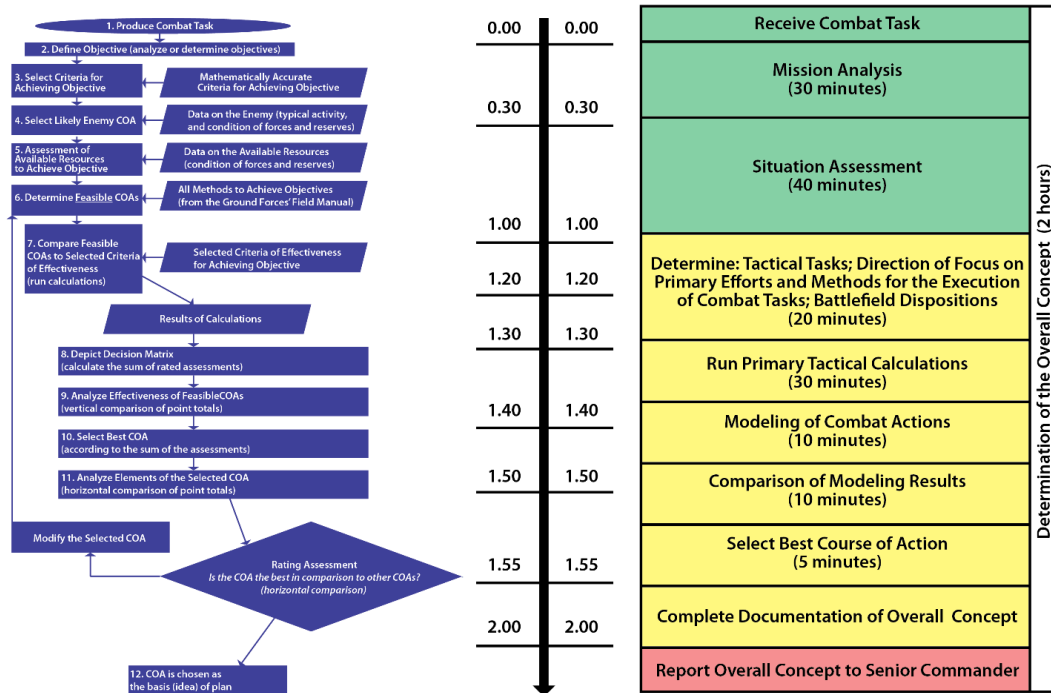 1. Produce Combat Task
2. Define Objective (analyze or determine objectives)
3. Select Criteria for
Achieving Objective
Mathematically Accurate
Criteria for Achieving Objective
4. Select Likely Enemy COA
Data on the Enemy (typical activity,
and condition of forces and reserves)
5. Assessment of
Available Resources
to Achieve Objective
Data on the Available Resources
(condition of forces and reserves)
6. Determine Feasible COAs
All Methods to Achieve Objectives
(from the Ground Forces' Field Manual)
7. Compare Feasible
COAs to Selected Criteria
of Effectiveness
(run calculations)
Selected Criteria of Effectiveness
for Achieving Objective
Results of Calculations
8. Depict Decision Matrix
(calculate the sum of rated assessments)
9. Analyze Effectiveness of FeasibleCOAs
(vertical comparison of point totals)
10. Select Best COA
(according to the sum of the assessments)
11. Analyze Elements of the Selected COA
(horizontal comparison of point totals)
Modify the Selected COA
Rating Assessment
Is the COA the best in comparison to other COAs?
(horizontal comparison)
12. COA is chosen as
the basis (idea) of plan
0.00 0.00
0.30 0.30
1.00 1.00
1.20 1.20
1.30 1.30
1.40 1.40
1.50 1.50
1.55 1.55
2.00 2.00
Receive Combat Task
Mission Analysis
(30 minutes)
Situation Assessment
(40 minutes)
Determine: Tactical Tasks; Direction of Focus on
Primary Efforts and Methods for the Execution
of Combat Tasks; Battlefield Dispositions
(20 minutes)
Run Primary Tactical Calculations
(30 minutes)
Modeling of Combat Actions
(10 minutes)
Comparison of Modeling Results
(10 minutes)
Select Best Course of Action
(5 minutes)
Complete Documentation of Overall Concept
Report Overall Concept to Senior Commander
Determination of the Overall Concept (2 hours)